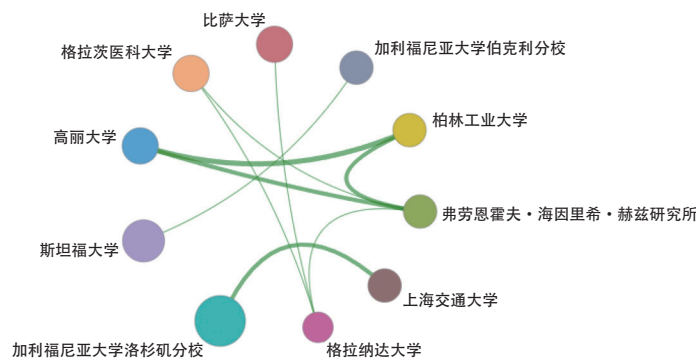 比萨大学
格拉茨医科大学
加利福尼亚大学伯克利分校
高丽大学
柏林工业大学
弗劳恩霍夫·海因里希·赫兹研究所
斯坦福大学
上海交通大学
加利福尼亚大学洛杉矶分校
格拉纳达大学